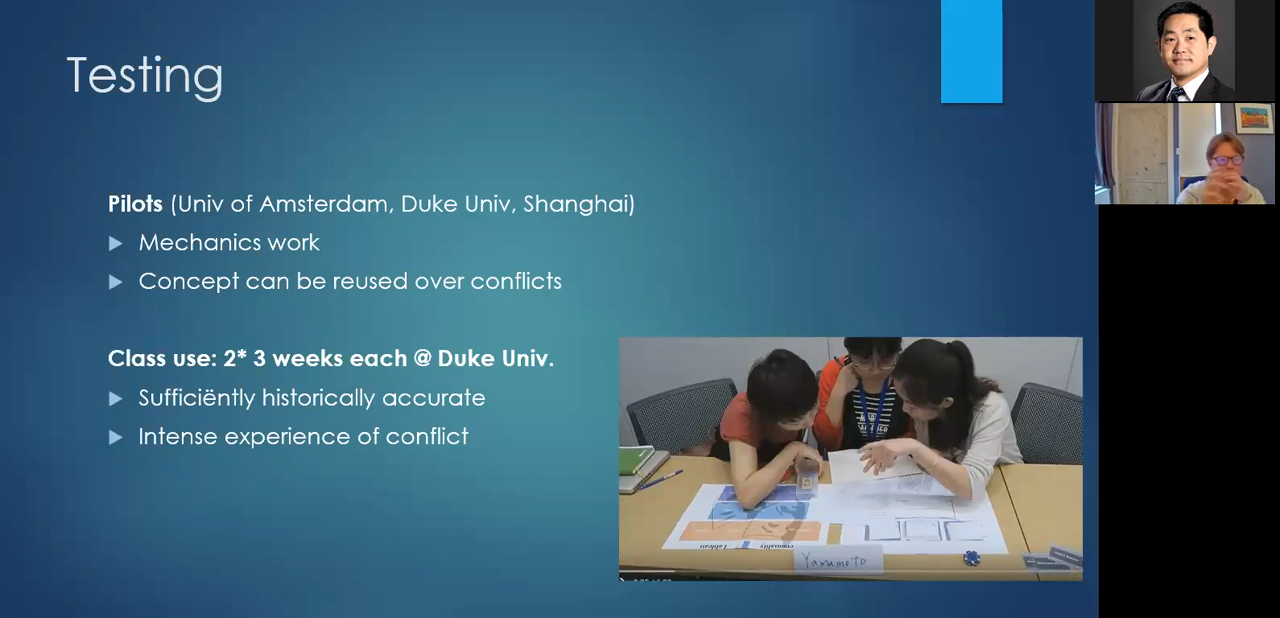 Testing
Pilots (Univ of Amsterdam, Duke Univ, Shanghai)
Mechanics work
Concept can be reused over conflicts
Class use: 2* 3 weeks each @ Duke Univ.
Sufficiëntly historically accurate
Intense experience of conflict
Tableau
Yamamoto